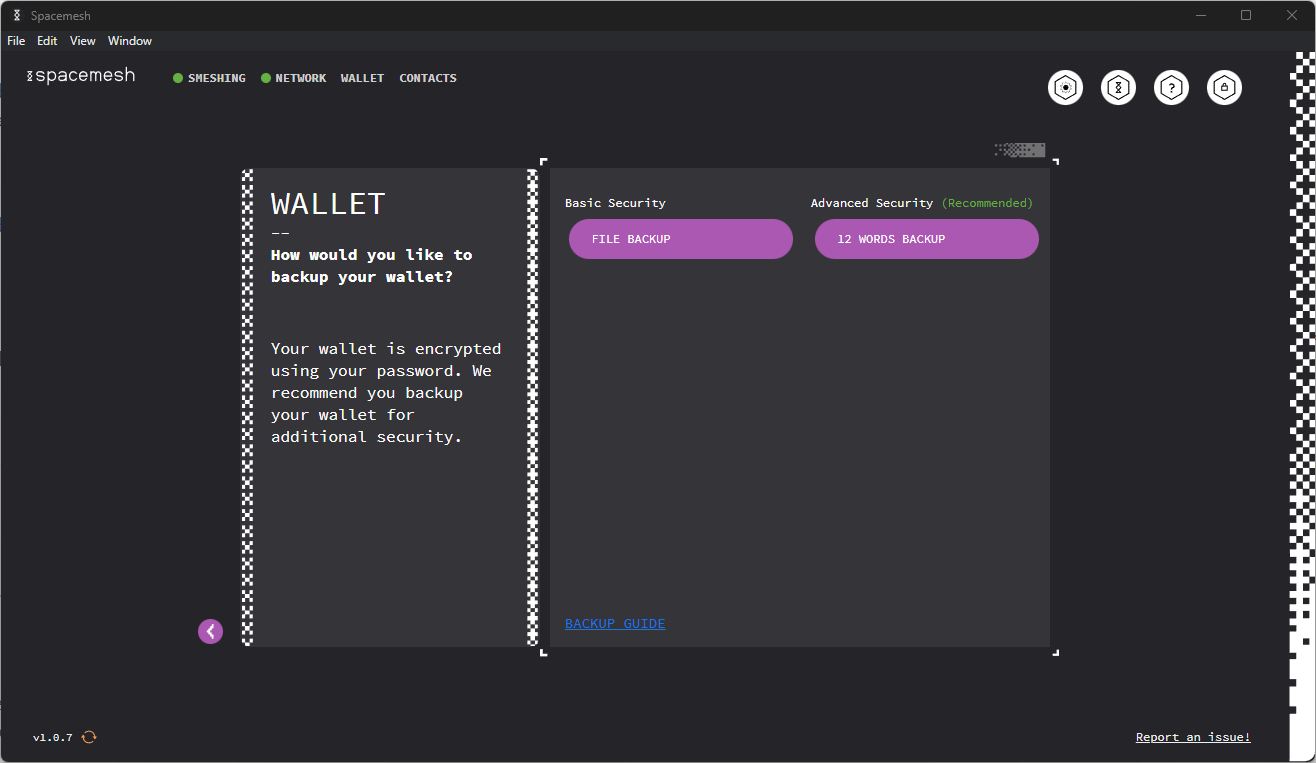 Spacemesh
File Edit View Window
spacemesh
SMESHING NETWORK WALLET CONTACTS
?
WALLET
--
How would you like to
backup your wallet?
Your wallet is encrypted
using your password. We
recommend you backup
your wallet for
additional security.
Basic Security
FILE BACKUP
Advanced Security (Recommended)
12 WORDS BACKUP
BACKUP GUIDE
v1.0.7
Report an issue!